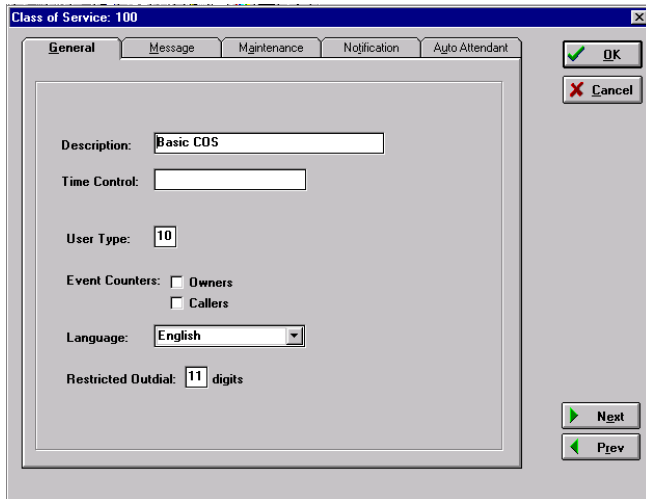 Class of Service: 100
General Message Maintenance Notification Auto Attendant
OK
Cancel
Description: Basic COS
Time Control:
User Type: 10
Event Counters: Owners
Callers
Language: English
Restricted Outdial: 11 digits
Next
Prev